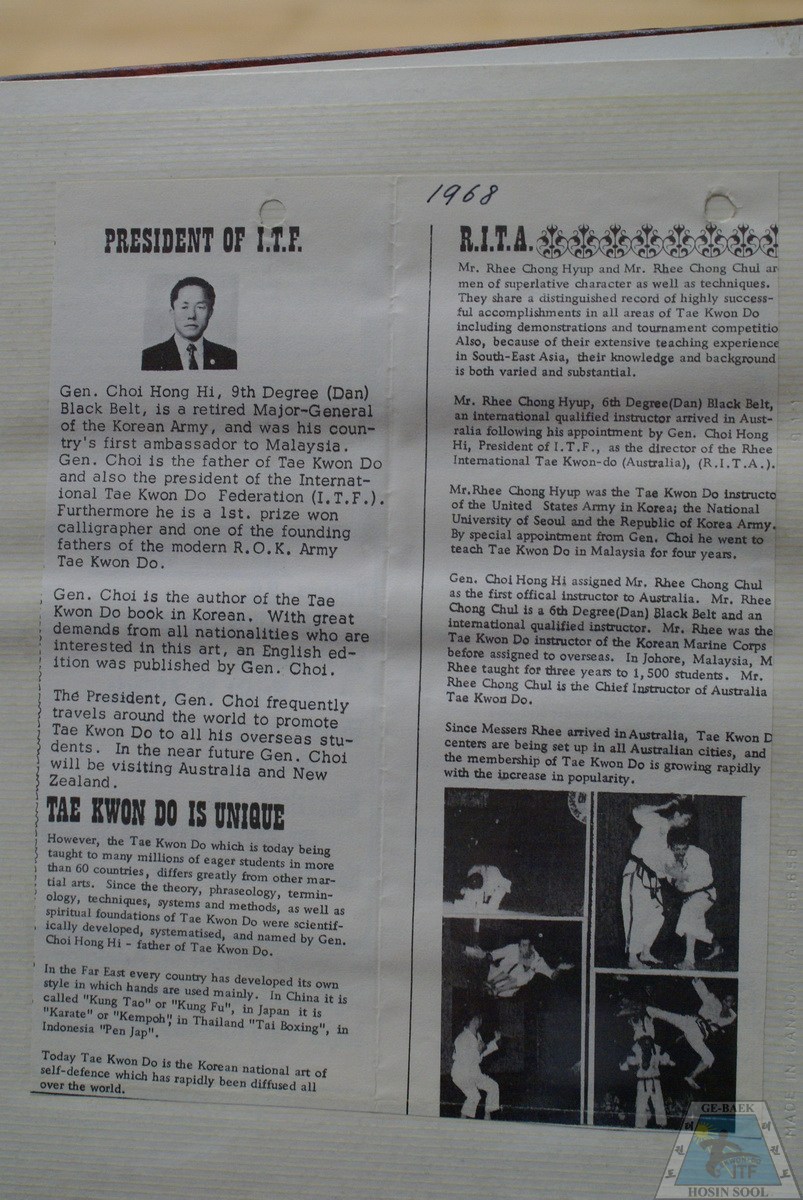 PRESIDENT OF I.T.F.
Gen. Choi Hong Hi, 9th Degree (Dan)
Black Belt, is a retired Major-General
of the Korean Army, and was his coun-
try's first ambassador to Malaysia.
Gen. Choi is the father of Tae Kwon Do
and also the president of the Internat-
ional Tae Kwon Do Federation (I.T.F.).
Furthermore he is a 1st. prize won
calligrapher and one of the founding
fathers of the modern R.O.K. Army
Tae Kwon Do.
Gen. Choi is the author of the Tae
Kwon Do book in Korean. With great
demands from all nationalities who are
interested in this art, an English ed-
ition was published by Gen. Choi.
The President, Gen. Choi frequently
travels around the world to promote
Tae Kwon Do to all his overseas stu-
dents. In the near future Gen. Choi
will be visiting Australia and New
Zealand.
TAE KWON DO IS UNIQUE
However, the Tae Kwon Do which is today being
taught to many millions of eager students in more
than 60 countries, differs greatly from other mar-
tial arts. Since the theory, phraseology, termin-
ology, techniques, systems and methods, as well as
spiritual foundations of Tae Kwon Do were scientif-
ically developed, systematised, and named by Gen.
Choi Hong Hi - father of Tae Kwon Do.
In the Far East every country has developed its own
style in which hands are used mainly. In China it is
called "Kung Tao" or "Kung Fu", in Japan it is
"Karate" or "Kempoh", in Thailand "Tai Boxing", in
Indonesia "Pen Jap".
Today Tae Kwon Do is the Korean national art of
self-defence which has rapidly been diffused all
over the world.
1968
R.I.T.A.
Mr. Rhee Chong Hyup and Mr. Rhee Chong Chul ar
men of superlative character as well as techniques.
They share a distinguished record of highly success-
ful accomplishments in all areas of Tae Kwon Do
including demonstrations and tournament competitio
Also, because of their extensive teaching experience
in South-East Asia, their knowledge and background
is both varied and substantial.
Mr. Rhee Chong Hyup, 6th Degree(Dan) Black Belt,
an international qualified instructor arrived in Aust-
ralia following his appointment by Gen. Choi Hong
Hi, President of I.T.F., as the director of the Rhee
International Tae Kwon-do (Australia), (R.I.T.A.).
Mr.Rhee Chong Hyup was the Tae Kwon Do instructo
of the United States Army in Korea; the National
University of Seoul and the Republic of Korea Army.
By special appointment from Gen. Choi he went to
teach Tae Kwon Do in Malaysia for four years.
Gen. Choi Hong Hi assigned Mr. Rhee Chong Chul
as the first offical instructor to Australia. Mr. Rhee
Chong Chul is a 6th Degree(Dan) Black Belt and an
international qualified instructor. Mr. Rhee was the
Tae Kwon Do instructor of the Korean Marine Corps
before assigned to overseas. In Johore, Malaysia, M
Rhee taught for three years to 1,500 students. Mr.
Rhee Chong Chul is the Chief Instructor of Australia
Tae Kwon Do.
Since Messers Rhee arrived in Australia, Tae Kwon D
centers are being set up in all Australian cities, and
the membership of Tae Kwon Do is growing rapidly
with the increase in popularity.
GE-BAEK
ITF
HOSIN SOOL